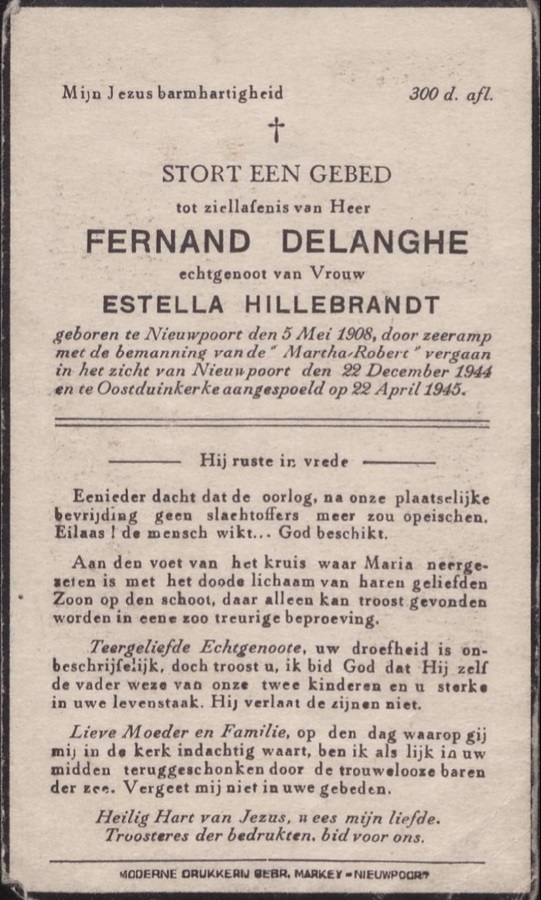 Mijn Jezus barmhartigheid 300 d. afl.
STORT EEN GEBED
tot ziellafenis van Heer
FERNAND DELANGHE
echtgenoot van Vrouw
ESTELLA HILLEBRANDT
geboren te Nieuwpoort den 5 Mei 1908, door zeeramp
met de bemanning van de " Martha-Robert " vergaan
in het zicht van Nieuwpoort den 22 December 1944
en te Oostduinkerke aangespoeld op 22 April 1945.
Hij ruste in vrede
Eenieder dacht dat de oorlog, na onze plaatselijke
bevrijding geen slachtoffers meer zou opeischen.
Eilaas ! de mensch wikt... God beschikt.
Aan den voet van het kruis waar Maria neerge-
zeten is met het doode lichaam van haren geliefden
Zoon op den schoot, daar alleen kan troost gevonden
worden in eene zoo treurige beproeving.
Teergeliefde Echtgenoote, uw droefheid is on-
beschrijfelijk, doch troost u, ik bid God dat Hij zelf
de vader weze van onze twee kinderen en u sterke
in uwe levenstaak. Hij verlaat de zijnen niet.
Lieve Moeder en Familie, op den dag waarop gij
mij in de kerk indachtig waart, ben ik als lijk in uw
midden teruggeschonken door de trouwelooze baren
der zee. Vergeet mij niet in uwe gebeden.
Heilig Hart van Jezus, wees mijn liefde.
Troosteres der bedrukten, bid voor ons.
MODERNE DRUKKERIJ GEBR. MARKEY - NIEUWPOORT